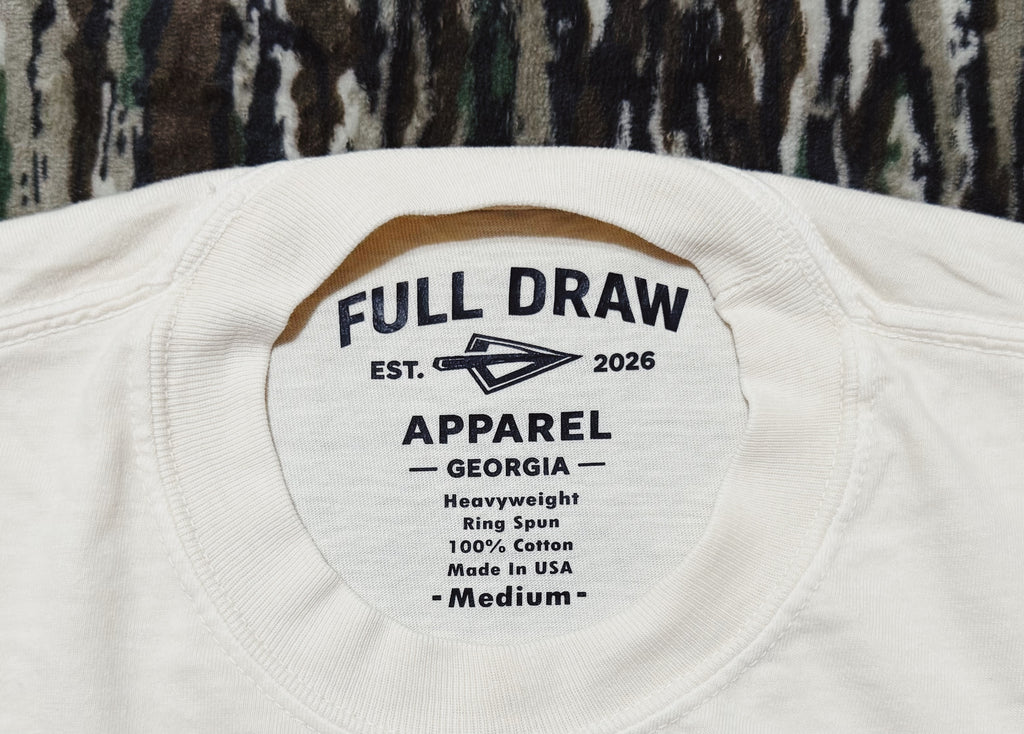 FULL DRAW
EST. 2026
APPAREL
— GEORGIA —
Heavyweight
Ring Spun
100% Cotton
Made In USA
-Medium-